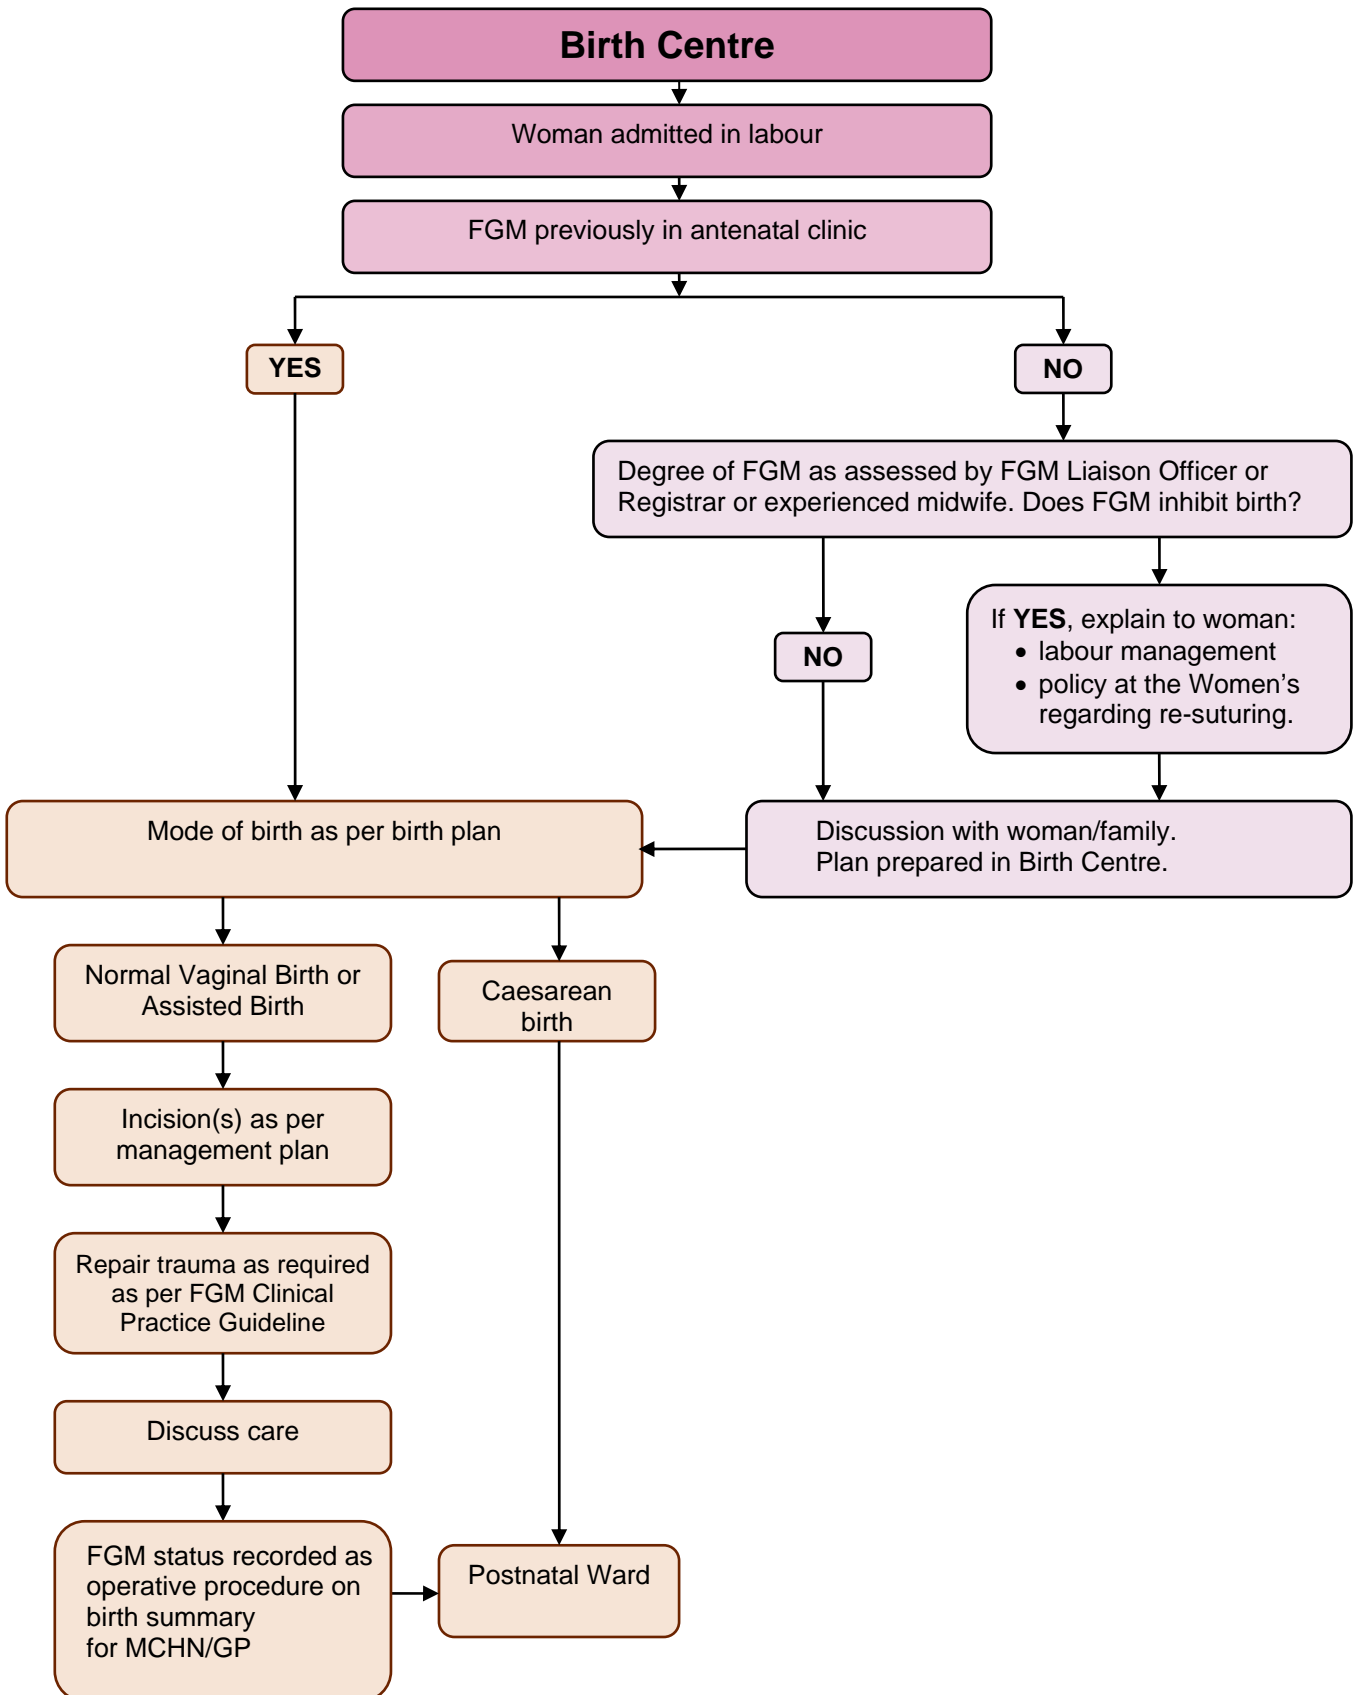 Birth Centre
Woman admitted in labour
FGM previously in antenatal clinic
YES
NO
Degree of FGM as assessed by FGM Liaison Officer or
Registrar or experienced midwife. Does FGM inhibit birth?
NO
If YES, explain to woman:
• labour management
• policy at the Women’s
regarding re-suturing.
Mode of birth as per birth plan
Discussion with woman/family.
Plan prepared in Birth Centre.
Normal Vaginal Birth or
Assisted Birth
Caesarean
birth
Incision(s) as per
management plan
Repair trauma as required
as per FGM Clinical
Practice Guideline
Discuss care
FGM status recorded as
operative procedure on
birth summary
for MCHN/GP
Postnatal Ward